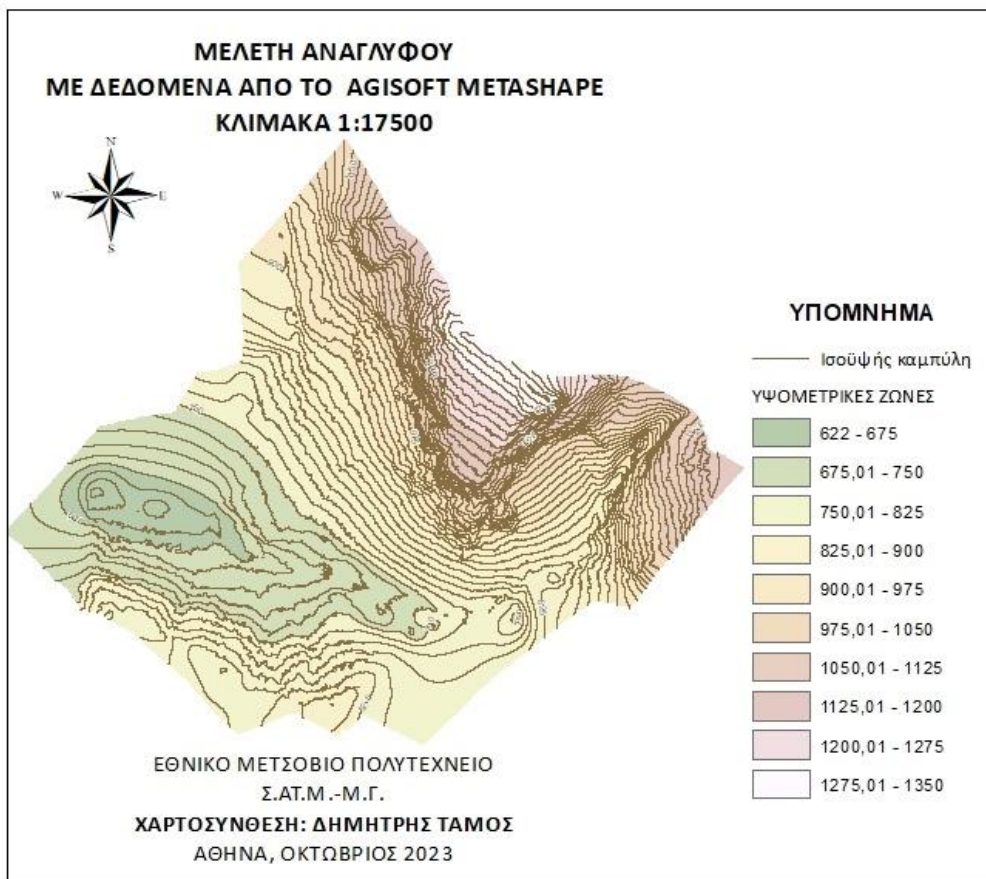 ΜΕΛΕΤΗ ΑΝΑΓΛΥΦΟΥ
ΜΕ ΔΕΔΟΜΕΝΑ ΑΠΟ ΤΟ AGISOFT METASHAPE
ΚΛΙΜΑΚΑ 1:17500
N
W E
S
ΥΠΟΜΝΗΜΑ
Ισοϋψής καμπύλη
ΥΨΟΜΕΤΡΙΚΕΣ ΖΩΝΕΣ
622 - 675
675,01 - 750
750,01 - 825
825,01 - 900
900,01 - 975
975,01 - 1050
1050,01 - 1125
1125,01 - 1200
1200,01 - 1275
1275,01 - 1350
ΕΘΝΙΚΟ ΜΕΤΣΟΒΙΟ ΠΟΛΥΤΕΧΝΕΙΟ
Σ.ΑΤ.Μ.-Μ.Γ.
ΧΑΡΤΟΣΥΝΘΕΣΗ: ΔΗΜΗΤΡΗΣ ΤΑΜΟΣ
ΑΘΗΝΑ, ΟΚΤΩΒΡΙΟΣ 2023